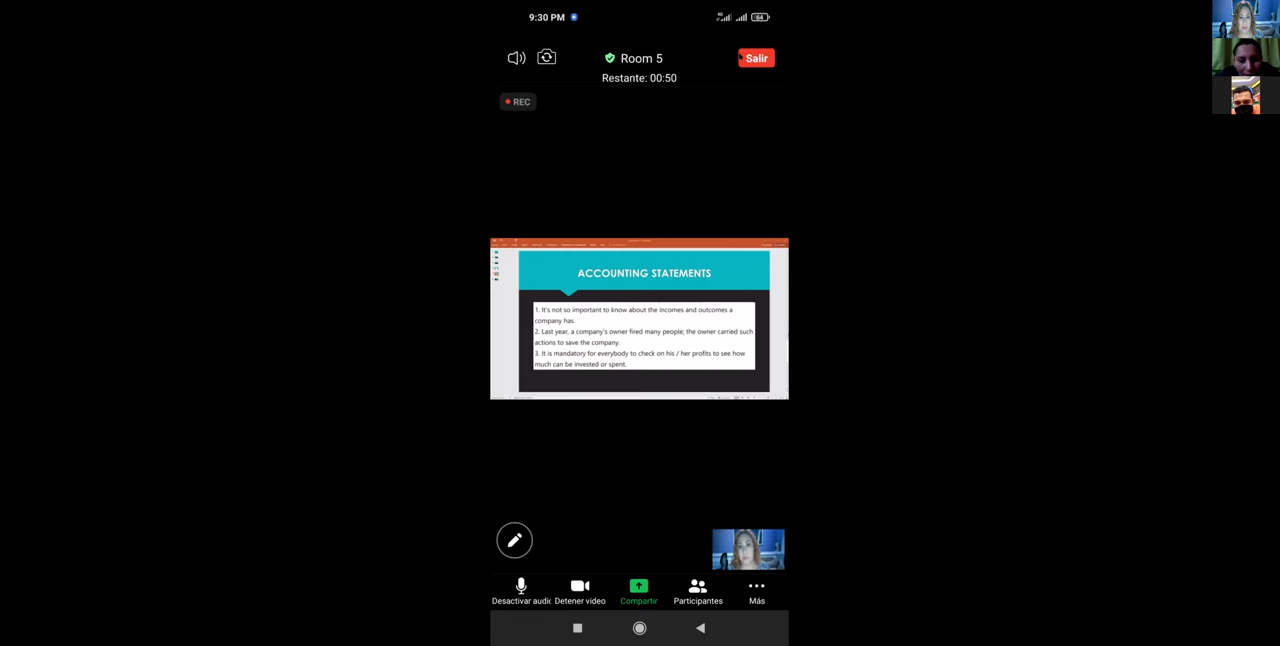 9:30 PM
4G
64
Room 5
Salir
Restante: 00:50
REC
ACCOUNTING STATEMENTS
1. It's not so important to know about the incomes and outcomes a
company has.
2. Last year, a company's owner fired many people; the owner carried such
actions to save the company.
3. It is mandatory for everybody to check on his / her profits to see how
much can be invested or spent.
Desactivar audio
Detener video
Compartir
Participantes
Más